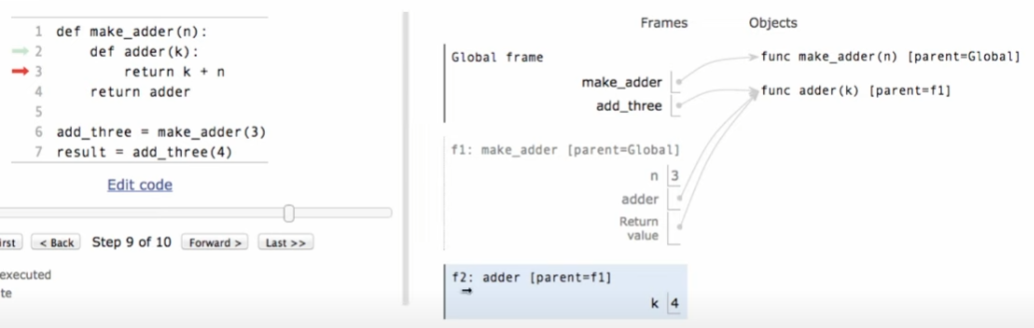 1 def make_adder(n):
2 def adder(k):
3 return k + n
4 return adder
5
6 add_three = make_adder(3)
7 result = add_three(4)
Edit code
< Back Step 9 of 10 Forward > Last >>
executed
Frames Objects
Global frame
make_adder
add_three
func make_adder(n) [parent=Global]
func adder(k) [parent=f1]
f1: make_adder [parent=Global]
n 3
adder
Return
value
f2: adder [parent=f1]
k 4